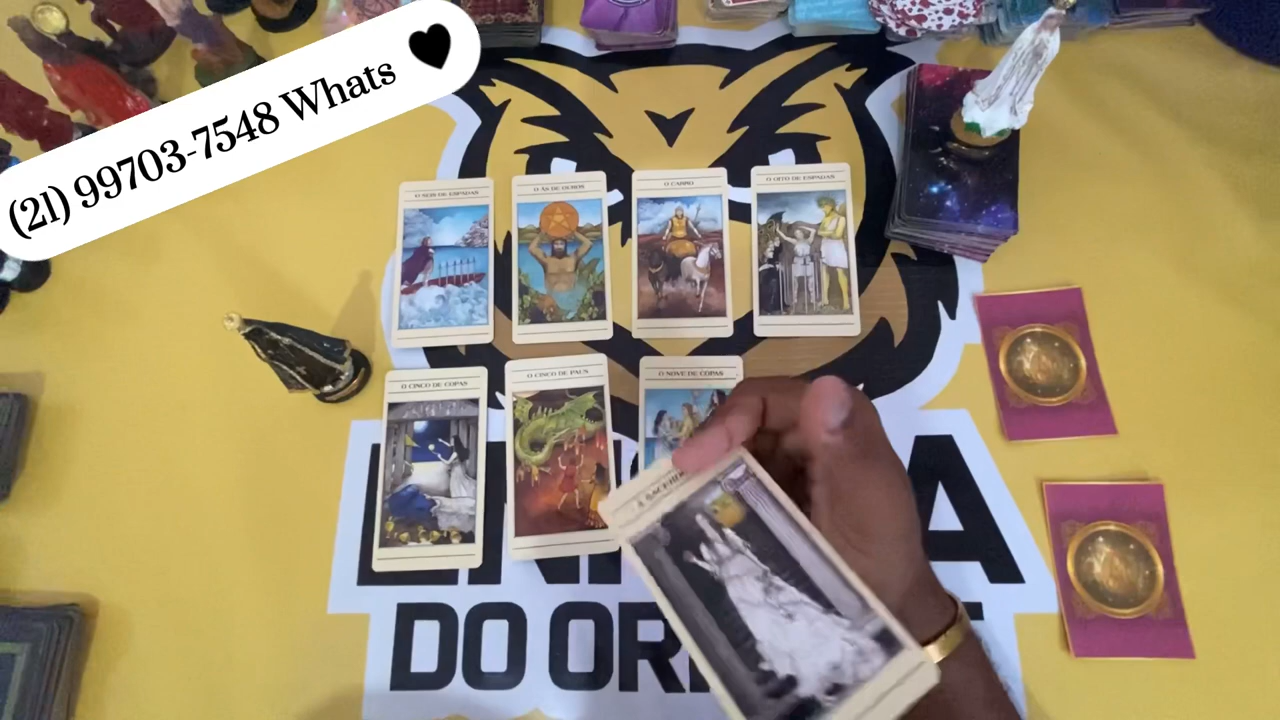 (21) 99703-7548 Whats
O SEIS DE ESPADAS
O ÁS DE OUROS
O CARRO
O OITO DE ESPADAS
O CINCO DE COPAS
O CINCO DE PAUS
O NOVE DE COPAS
DO